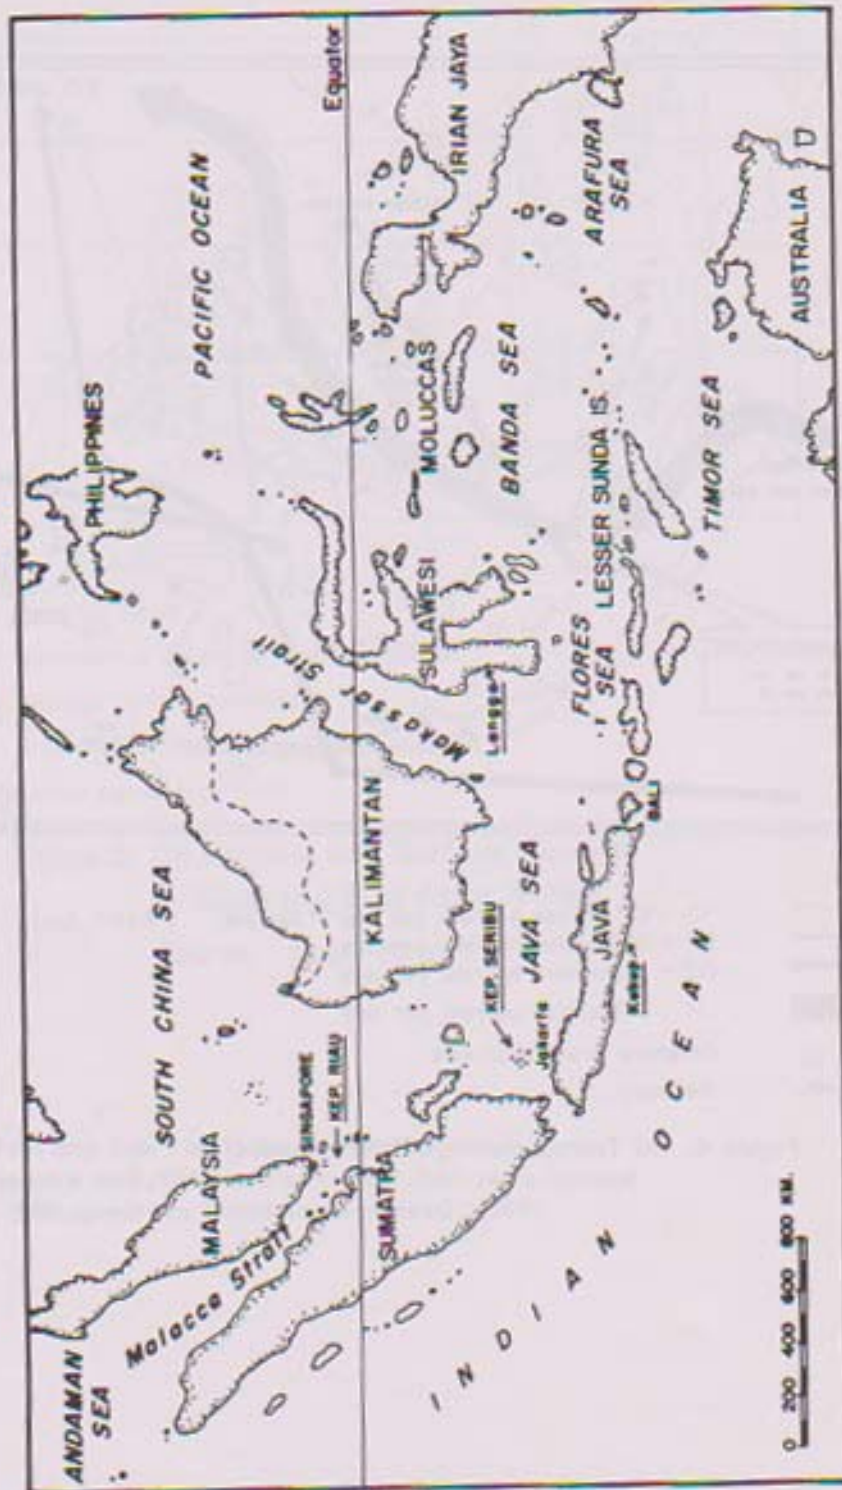 ANDAMAN
SEA
MALAYSIA
Malacca Strait
SINGAPORE
KEP. RIAU
SUMATRA
SOUTH CHINA SEA
KALIMANTAN
Makassar Strait
PHILIPPINES
PACIFIC OCEAN
Equator
SULAWESI
MOLUCCAS
IRIAN JAYA
BANDA SEA
ARAFURA
SEA
Langga
FLORES
SEA
LESSER SUNDA IS.
TIMOR SEA
AUSTRALIA
KEP. SERIBU
JAVA SEA
Jakarta
JAVA
BALI
INDIAN
OCEAN
0 200 400 600 800 KM.